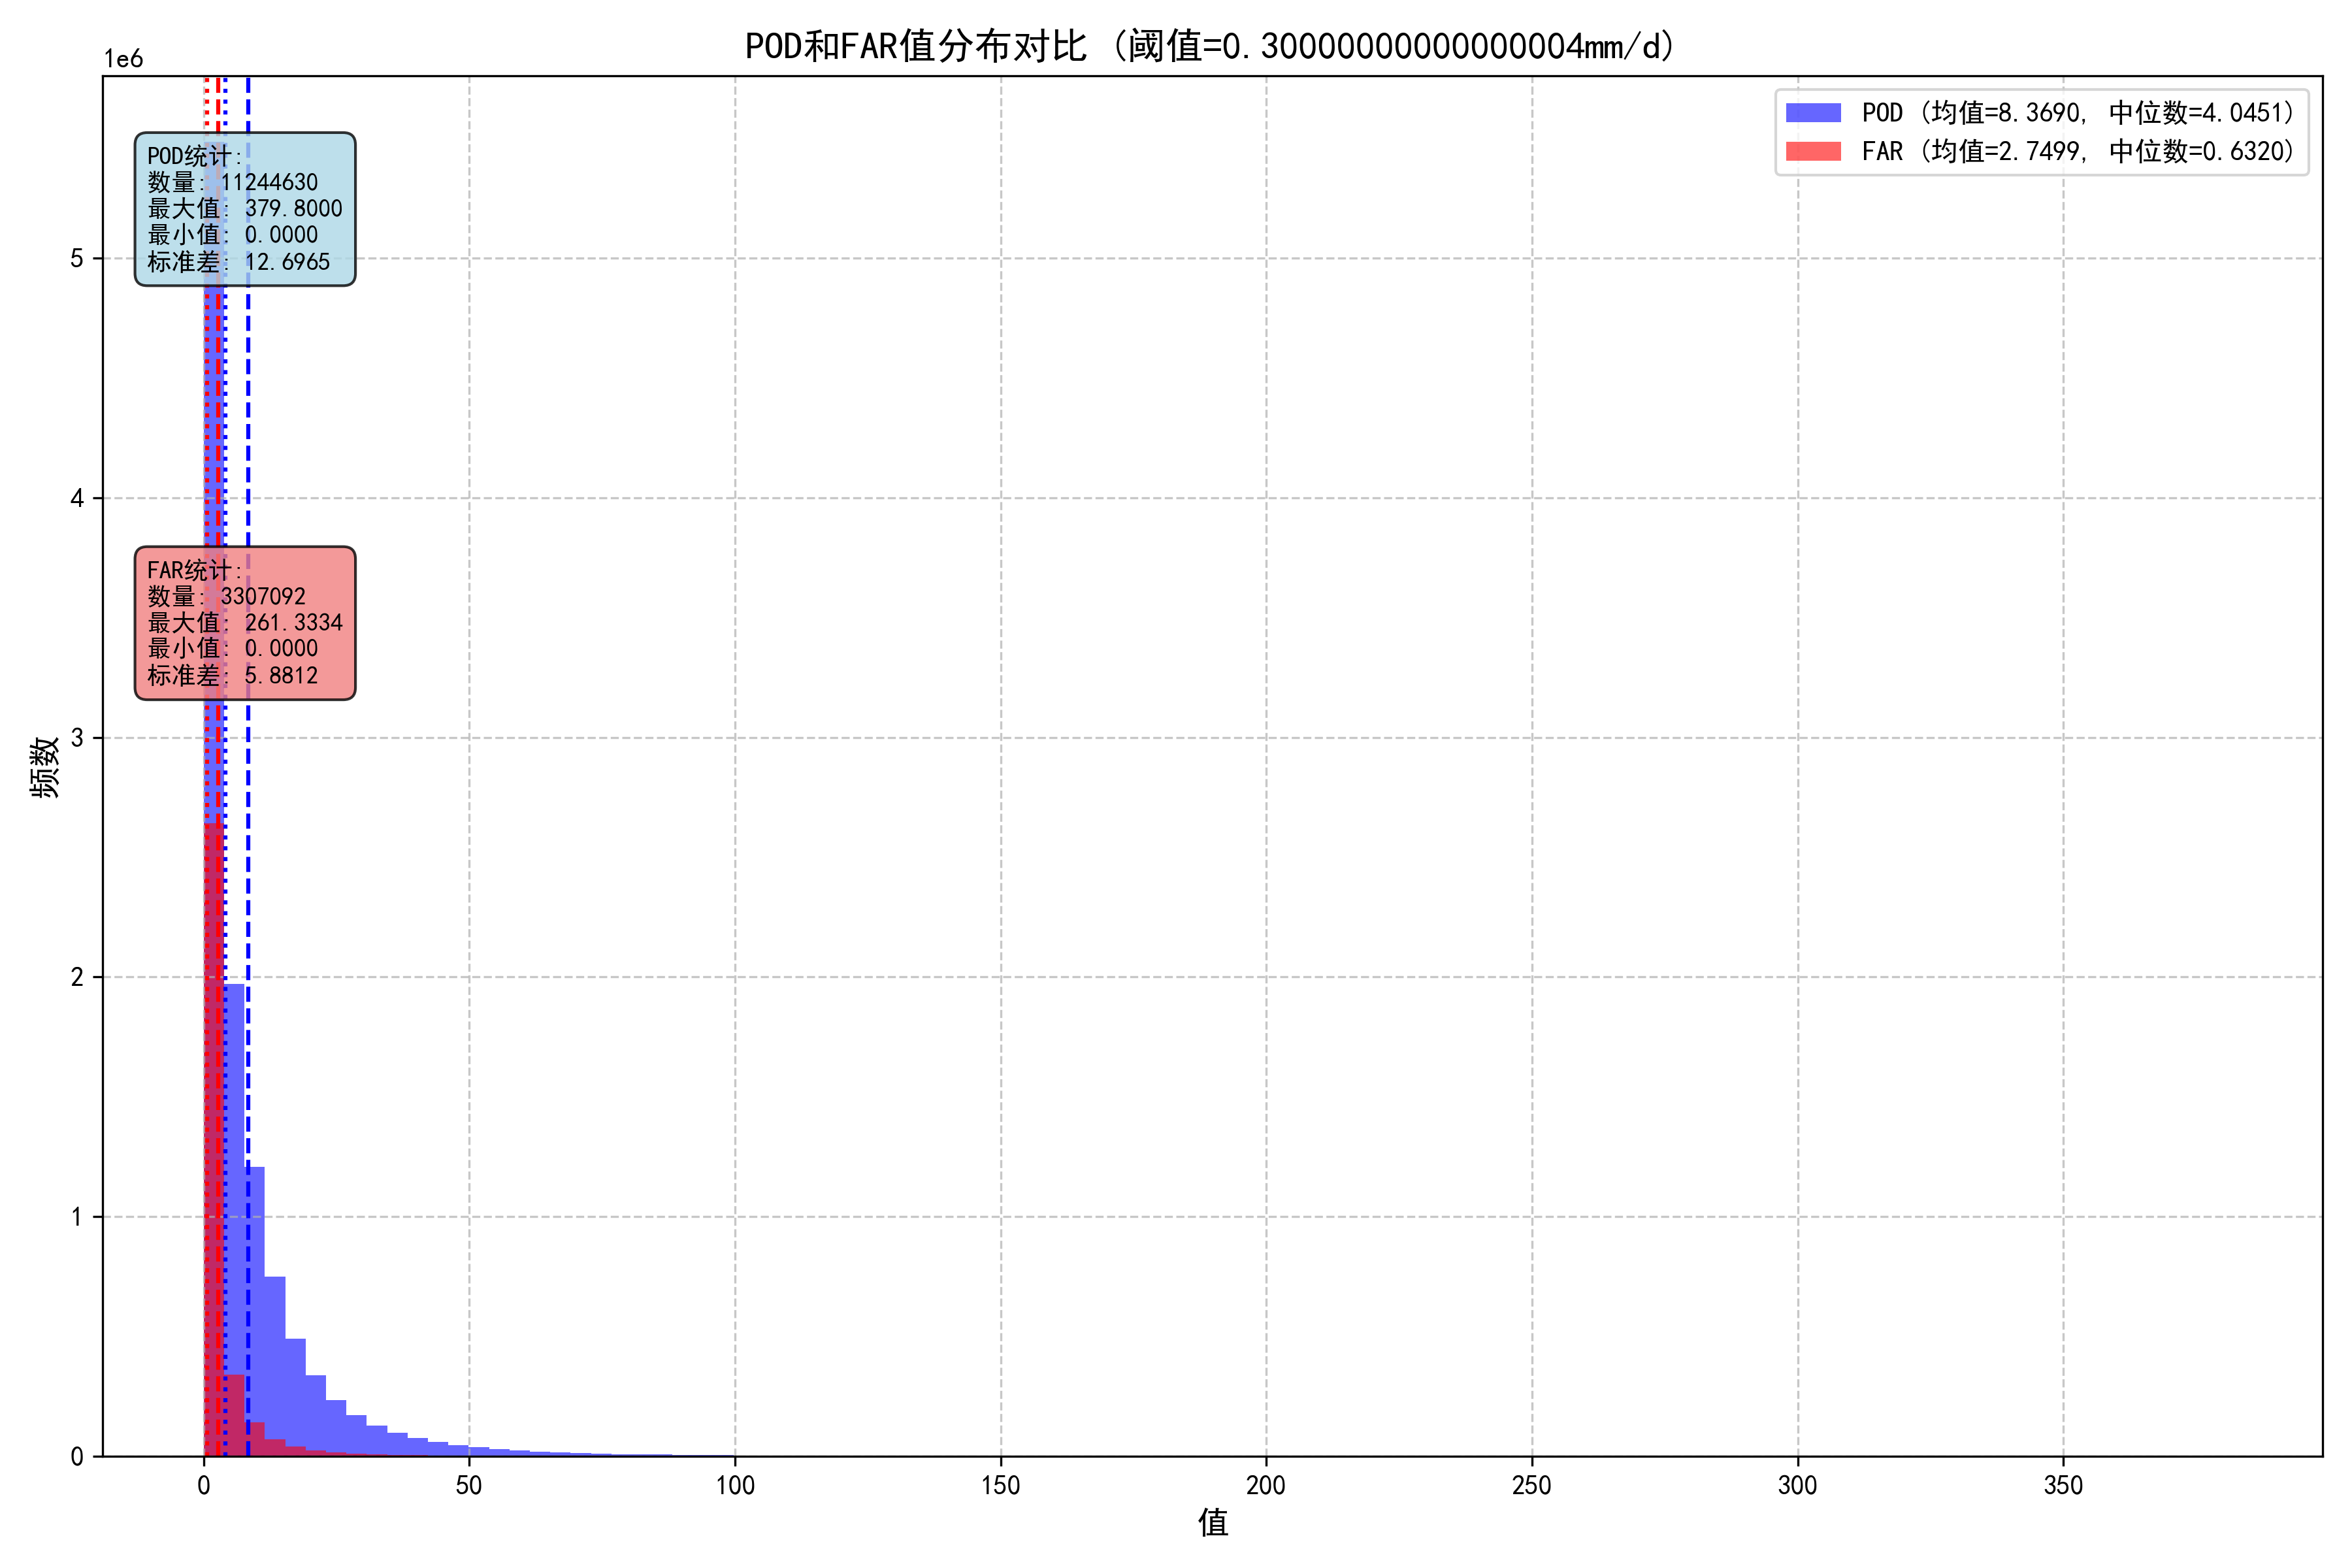 POD和FAR值分布对比 (阈值=0.30000000000000004mm/d)
1e6
POD (均值=8.3690, 中位数=4.0451)
FAR (均值=2.7499, 中位数=0.6320)
POD统计:
数量: 11244630
最大值: 379.8000
最小值: 0.0000
标准差: 12.6965
FAR统计:
数量: 3307092
最大值: 261.3334
最小值: 0.0000
标准差: 5.8812
频数
5
4
3
2
1
0
0 50 100 150 200 250 300 350
值